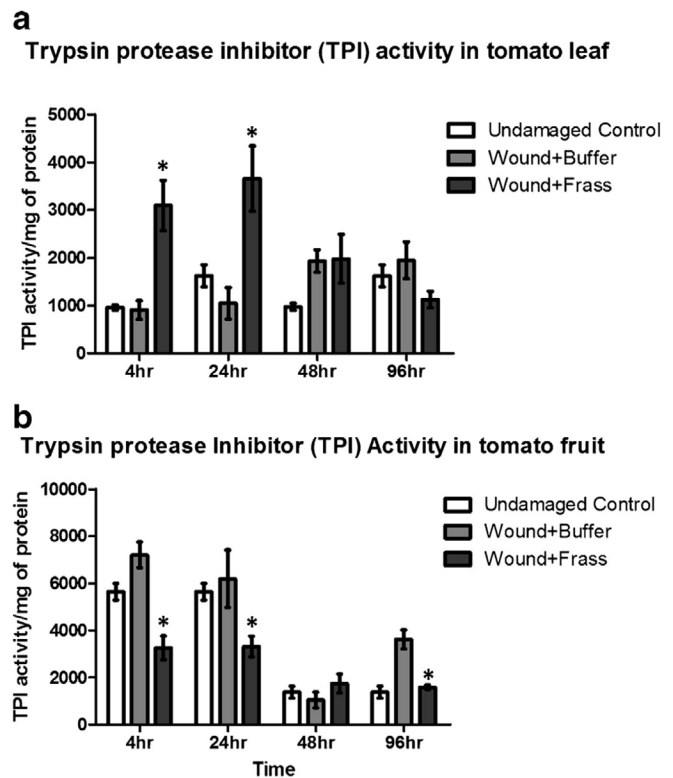 a
Trypsin protease inhibitor (TPI) activity in tomato leaf
TPI activity/mg of protein
5000
4000
3000
2000
1000
0
* *
4hr 24hr 48hr 96hr
Undamaged Control
Wound+Buffer
Wound+Frass
b
Trypsin protease Inhibitor (TPI) Activity in tomato fruit
TPI activity/mg of protein
10000
8000
6000
4000
2000
0
* * *
4hr 24hr 48hr 96hr
Time
Undamaged Control
Wound+Buffer
Wound+Frass